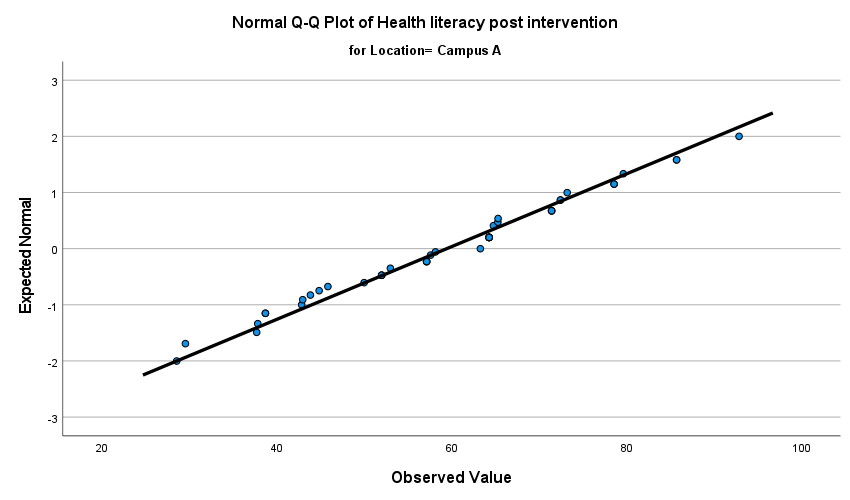 Normal Q-Q Plot of Health literacy post intervention
for Location= Campus A
3
2
1
0
-1
-2
-3
Expected Normal
20 40 60 80 100
Observed Value